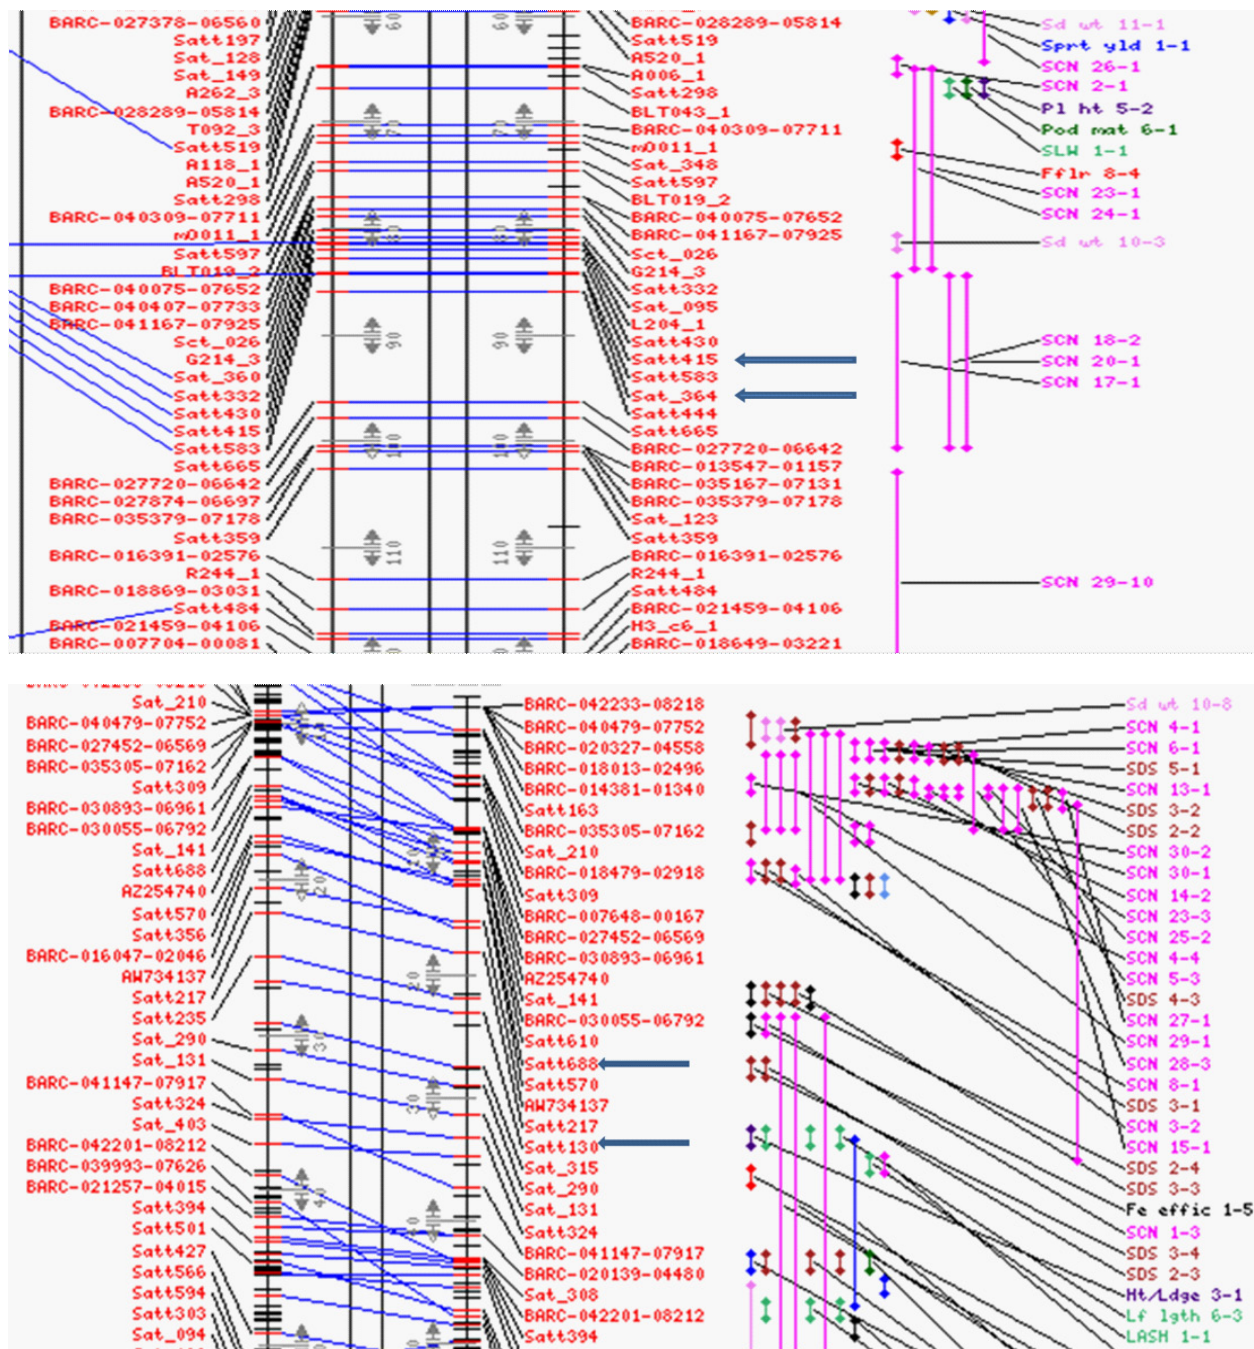 BARC-027378-06560
Satt197
Sat_128
Sat_149
A262_3
BARC-028289-05814
T092_3
Satt519
A118_1
A520_1
Satt298
BARC-040309-07711
m0011_1
Satt597
BLT019_2
BARC-040075-07652
BARC-040407-07733
BARC-041167-07925
Sct_026
G214_3
Sat_360
Satt332
Satt430
Satt415
Satt583
Satt665
BARC-027720-06642
BARC-027874-06697
BARC-035379-07178
Satt359
BARC-016391-02576
R244_1
BARC-018869-03031
Satt484
BARC-021459-04106
BARC-007704-00081
60
70
80
90
100
110
60
70
80
90
100
110
BARC-028289-05814
Satt519
A520_1
A006_1
Satt298
BLT043_1
BARC-040309-07711
m0011_1
Sat_348
Satt597
BLT019_2
BARC-040075-07652
BARC-041167-07925
Sct_026
G214_3
Satt332
Sat_095
L204_1
Satt430
Satt415
Satt583
Sat_364
Satt444
Satt665
BARC-027720-06642
BARC-013547-01157
BARC-035167-07131
BARC-035379-07178
Sat_123
Satt359
BARC-016391-02576
R244_1
Satt484
BARC-021459-04106
H3_c6_1
BARC-018649-03221
Sd wt 11-1
Sprt yld 1-1
SCN 26-1
SCN 2-1
Pl ht 5-2
Pod mat 6-1
SLW 1-1
Fflr 8-4
SCN 23-1
SCN 24-1
Sd wt 10-3
SCN 18-2
SCN 20-1
SCN 17-1
SCN 29-10
Sat_210
BARC-040479-07752
BARC-027452-06569
BARC-035305-07162
Satt309
BARC-030893-06961
BARC-030055-06792
Sat_141
Satt688
AZ254740
Satt570
Satt356
BARC-016047-02046
AW734137
Satt217
Satt235
Sat_290
Sat_131
BARC-041147-07917
Satt324
Sat_403
BARC-042201-08212
BARC-039993-07626
BARC-021257-04015
Satt394
Satt501
Satt427
Satt566
Satt594
Satt303
Sat_094
20
30
40
20
30
BARC-042233-08218
BARC-040479-07752
BARC-020327-04558
BARC-018013-02496
BARC-014381-01340
Satt163
BARC-035305-07162
Sat_210
BARC-018479-02918
Satt309
BARC-007648-00167
BARC-027452-06569
BARC-030893-06961
AZ254740
Sat_141
BARC-030055-06792
Satt610
Satt688
Satt570
AW734137
Satt217
Satt130
Sat_315
Sat_290
Sat_131
Satt324
BARC-041147-07917
BARC-020139-04480
Sat_308
BARC-042201-08212
Satt394
Sd wt 10-8
SCN 4-1
SCN 6-1
SDS 5-1
SCN 13-1
SDS 3-2
SDS 2-2
SCN 30-2
SCN 30-1
SCN 14-2
SCN 23-3
SCN 25-2
SCN 4-4
SCN 5-3
SDS 4-3
SCN 27-1
SCN 29-1
SCN 28-3
SCN 8-1
SDS 3-1
SCN 3-2
SCN 15-1
SDS 2-4
SDS 3-3
Fe effic 1-5
SCN 1-3
SDS 3-4
SDS 2-3
Ht/Ldge 3-1
Lf lgth 6-3
LASH 1-1